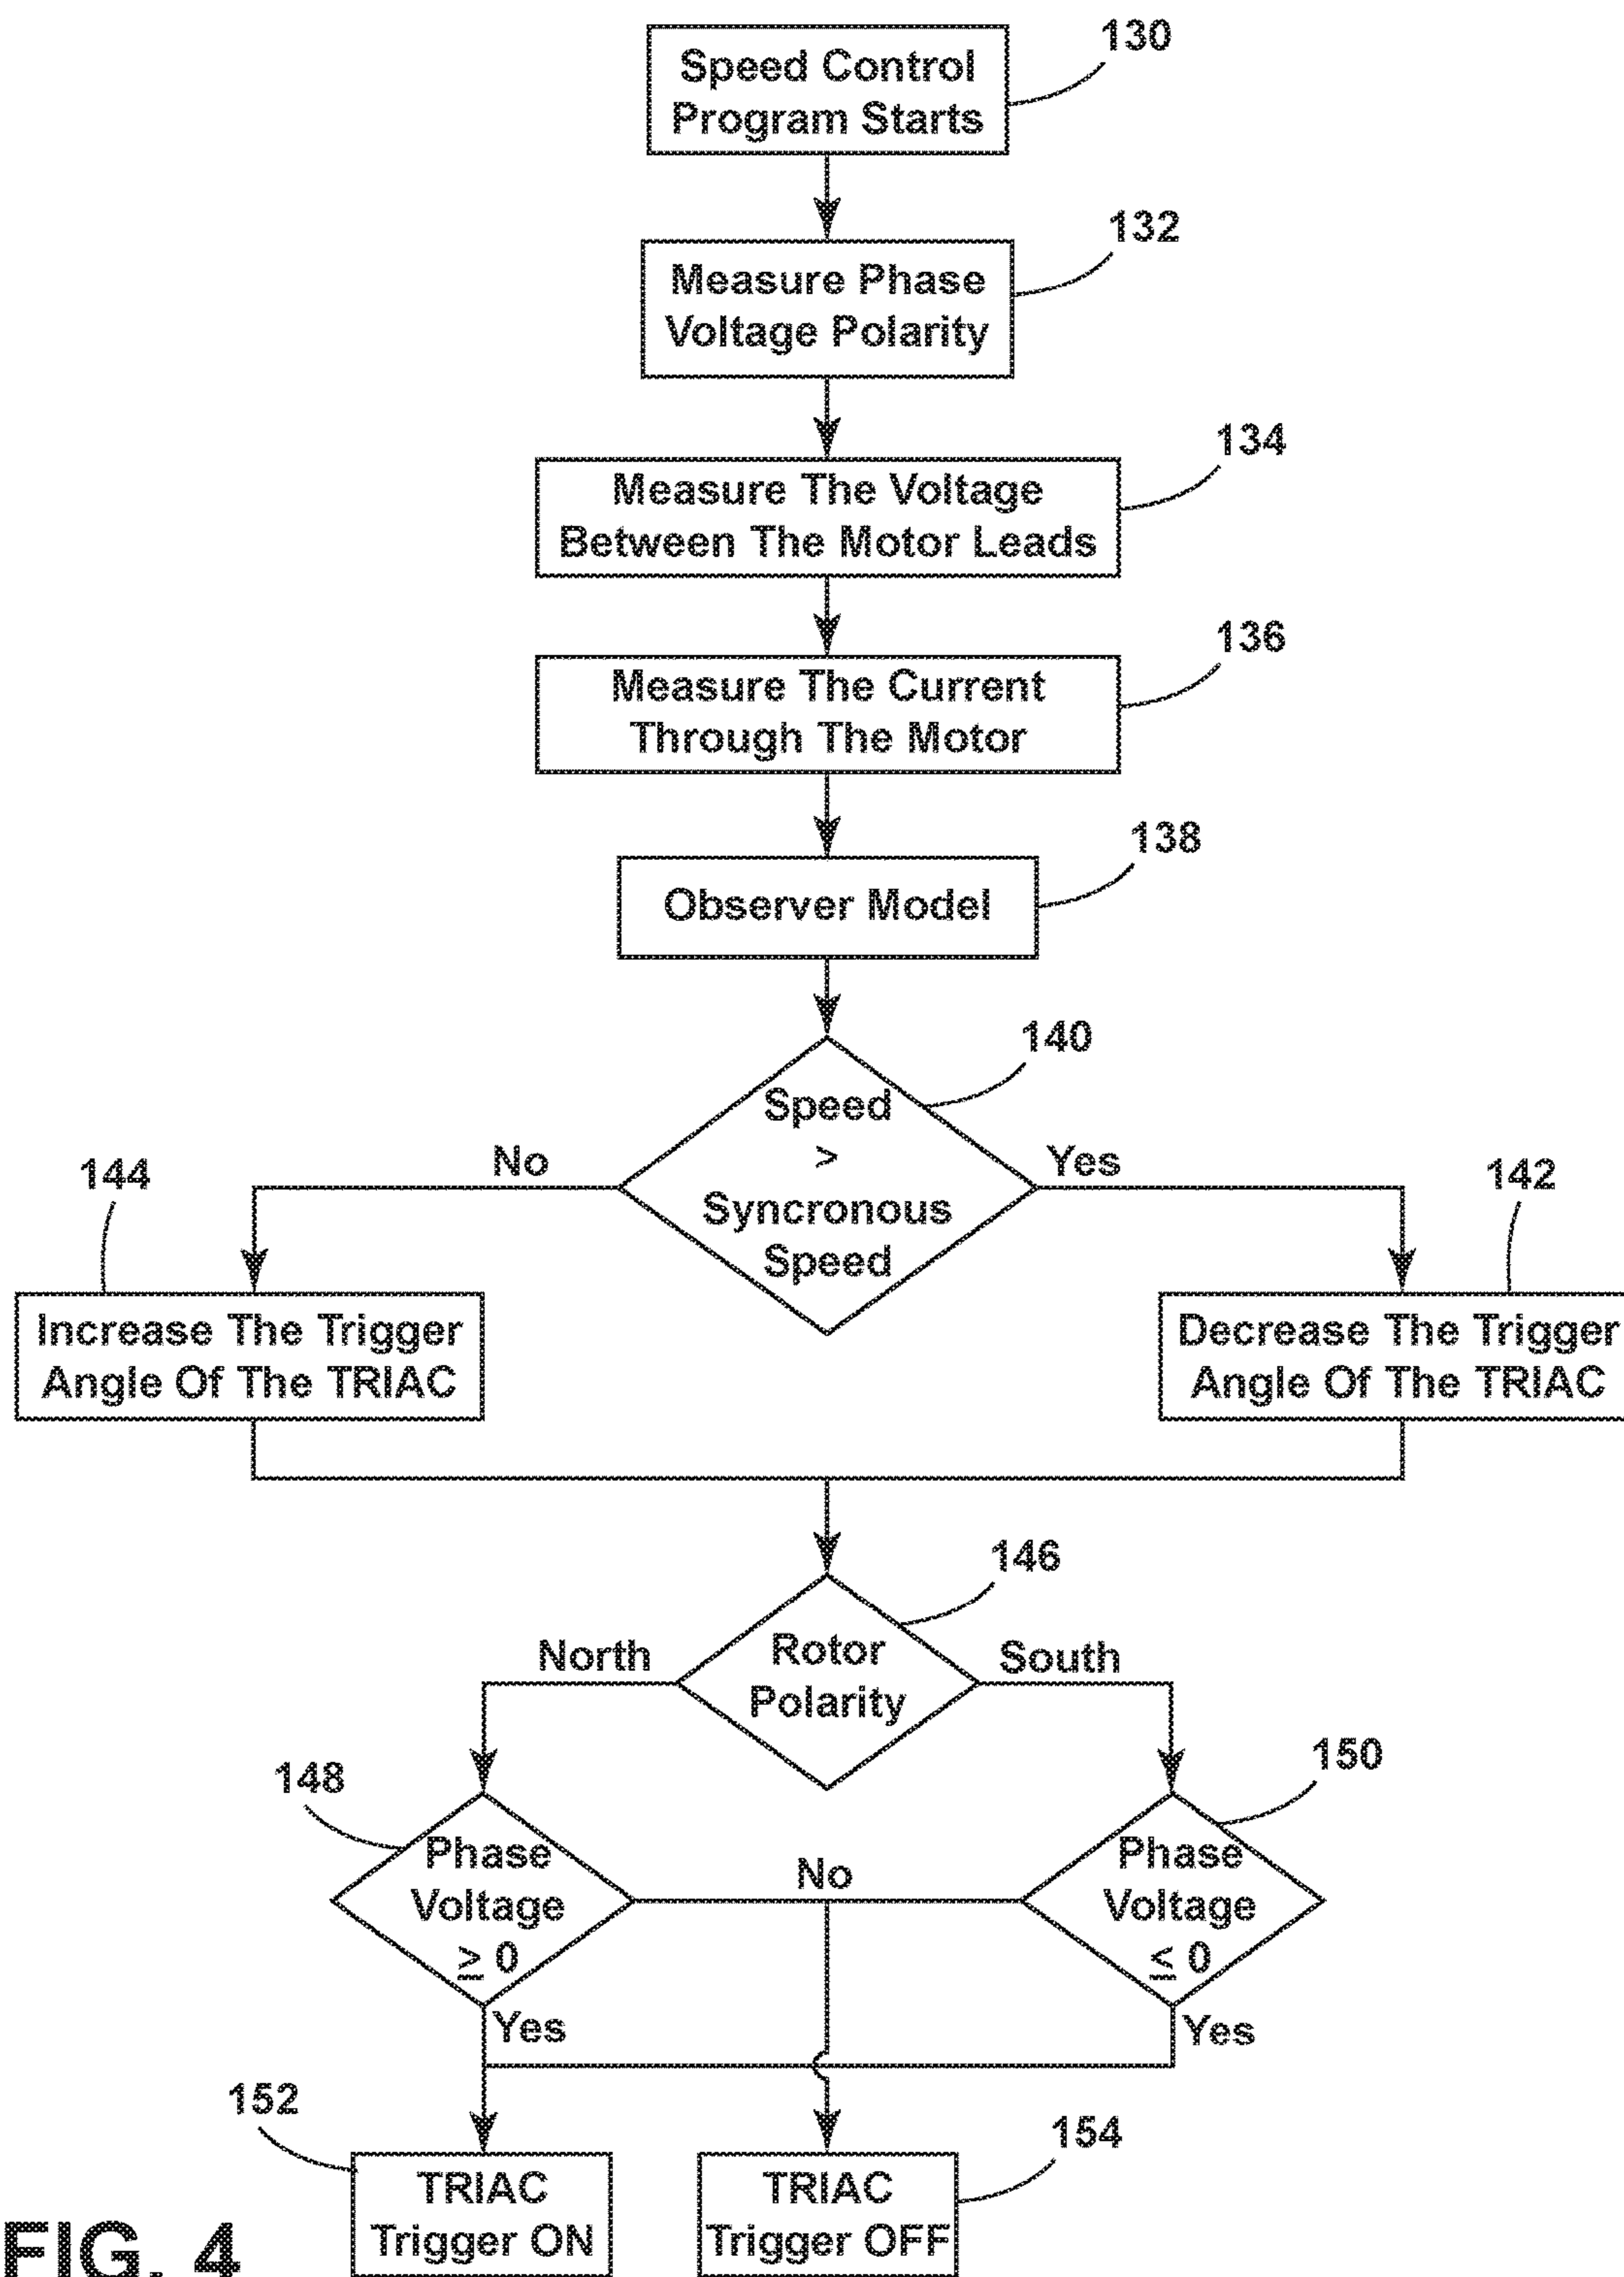 130
Speed Control
Program Starts
132
Measure Phase
Voltage Polarity
134
Measure The Voltage
Between The Motor Leads
136
Measure The Current
Through The Motor
138
Observer Model
140
Speed
>
Syncronous
Speed
No
Yes
144
142
Increase The Trigger
Angle Of The TRIAC
Decrease The Trigger
Angle Of The TRIAC
146
Rotor
Polarity
North
South
148
150
Phase
Voltage
≥ 0
No
Phase
Voltage
≤ 0
Yes
Yes
152
154
TRIAC
Trigger ON
TRIAC
Trigger OFF
FIG. 4